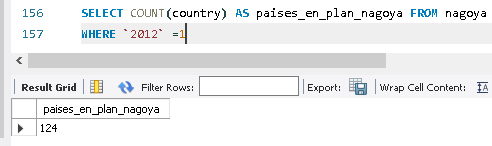 156 SELECT COUNT(country) AS paises_en_plan_nagoya FROM nagoya
157 WHERE `2012` =1
Result Grid Filter Rows: Export: Wrap Cell Content: IA
paises_en_plan_nagoya
124